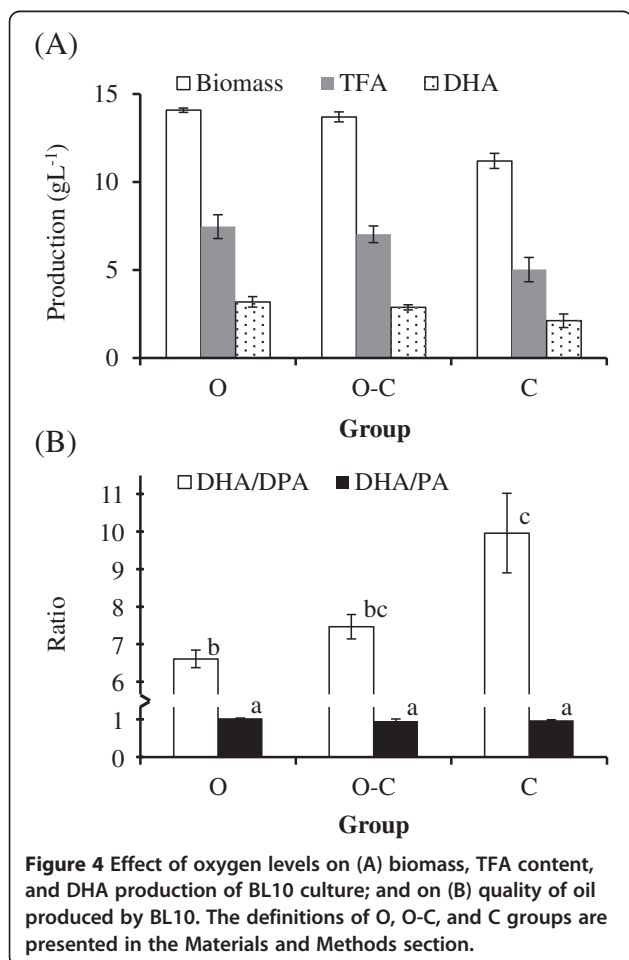 (A)
Biomass TFA DHA
15
10
5
0
Production (gL⁻¹)
O O-C C
Group
(B)
DHA/DPA DHA/PA
11
10
9
8
7
6
1
0
Ratio
b a bc a c a
O O-C C
Group
Figure 4 Effect of oxygen levels on (A) biomass, TFA content,
and DHA production of BL10 culture; and on (B) quality of oil
produced by BL10. The definitions of O, O-C, and C groups are
presented in the Materials and Methods section.